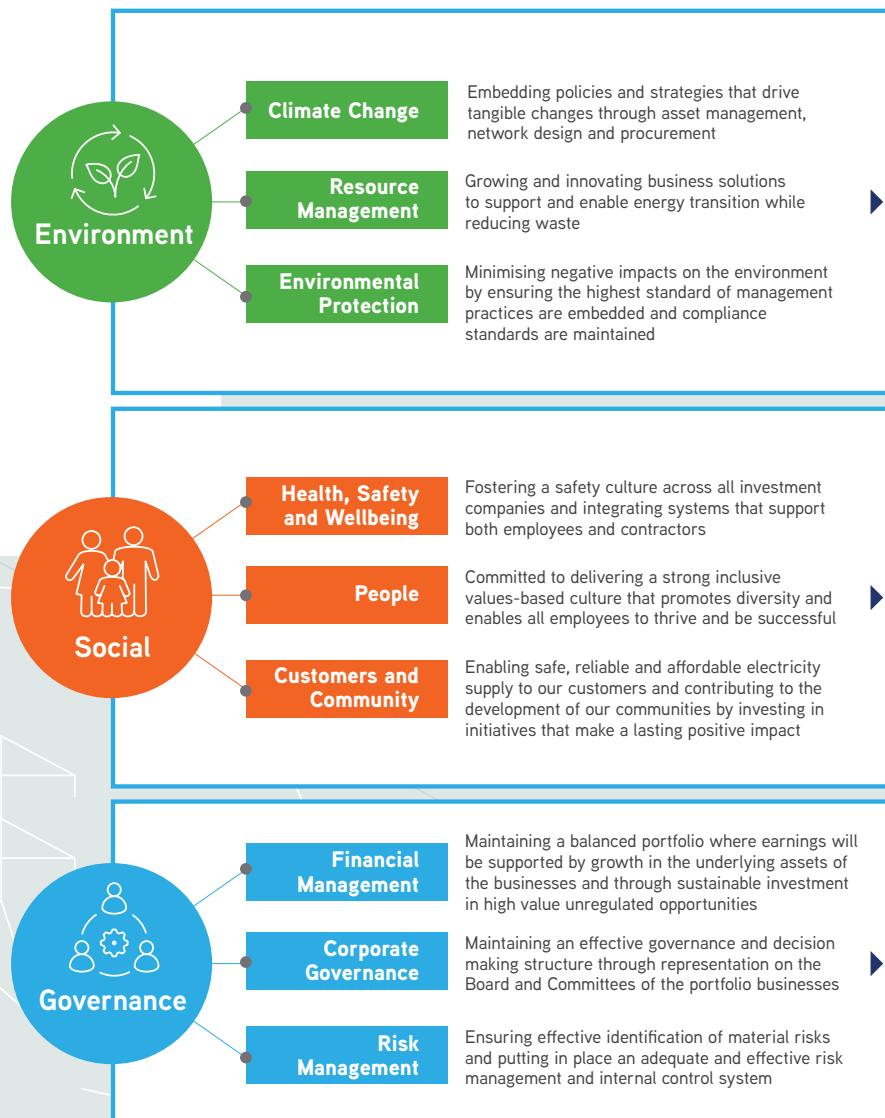 Environment
Climate Change
Embedding policies and strategies that drive
tangible changes through asset management,
network design and procurement
Resource
Management
Growing and innovating business solutions
to support and enable energy transition while
reducing waste
Environmental
Protection
Minimising negative impacts on the environment
by ensuring the highest standard of management
practices are embedded and compliance
standards are maintained
Social
Health, Safety
and Wellbeing
Fostering a safety culture across all investment
companies and integrating systems that support
both employees and contractors
People
Committed to delivering a strong inclusive
values-based culture that promotes diversity and
enables all employees to thrive and be successful
Customers and
Community
Enabling safe, reliable and affordable electricity
supply to our customers and contributing to the
development of our communities by investing in
initiatives that make a lasting positive impact
Governance
Financial
Management
Maintaining a balanced portfolio where earnings will
be supported by growth in the underlying assets of
the businesses and through sustainable investment
in high value unregulated opportunities
Corporate
Governance
Maintaining an effective governance and decision
making structure through representation on the
Board and Committees of the portfolio businesses
Risk
Management
Ensuring effective identification of material risks
and putting in place an adequate and effective risk
management and internal control system